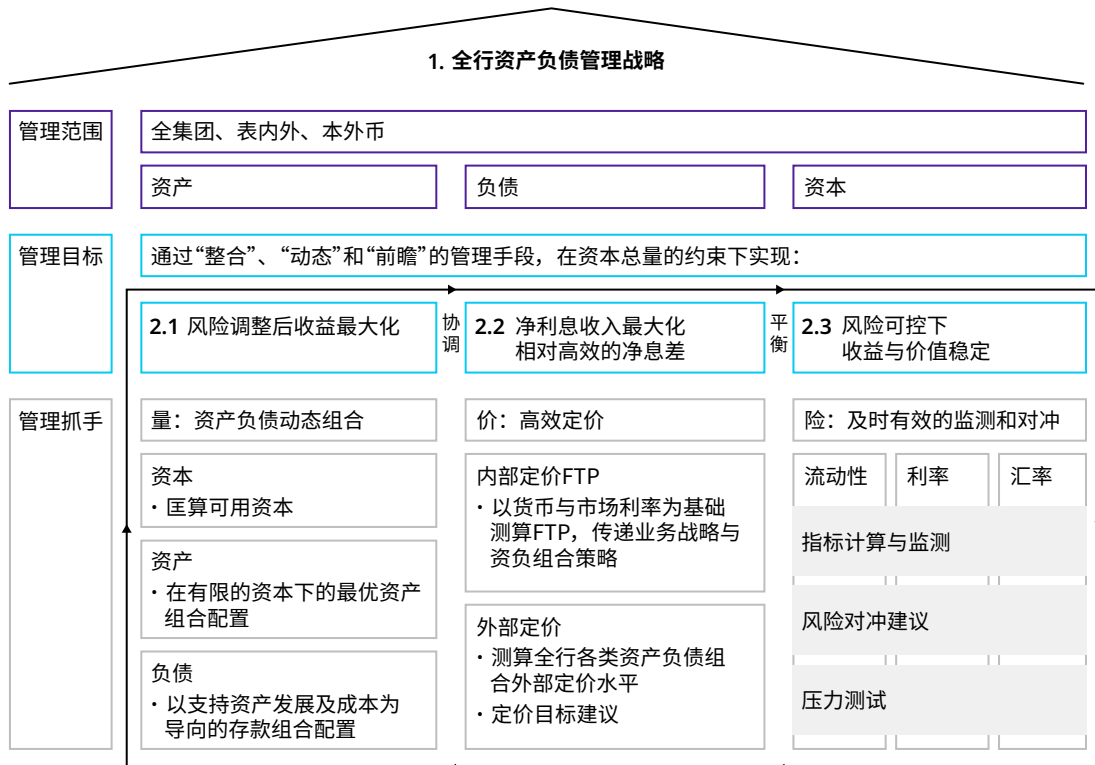 1. 全行资产负债管理战略
管理范围
全集团、表内外、本外币
资产
负债
资本
管理目标
通过“整合”、“动态”和“前瞻”的管理手段，在资本总量的约束下实现：
2.1 风险调整后收益最大化
协
调
2.2 净利息收入最大化
相对高效的净息差
平
衡
2.3 风险可控下
收益与价值稳定
管理抓手
量：资产负债动态组合
资本
· 匡算可用资本
资产
· 在有限的资本下的最优资产
组合配置
负债
· 以支持资产发展及成本为
导向的存款组合配置
价：高效定价
内部定价FTP
· 以货币与市场利率为基础
测算FTP，传递业务战略与
资负组合策略
外部定价
· 测算全行各类资产负债组
合外部定价水平
· 定价目标建议
险：及时有效的监测和对冲
流动性
利率
汇率
指标计算与监测
风险对冲建议
压力测试